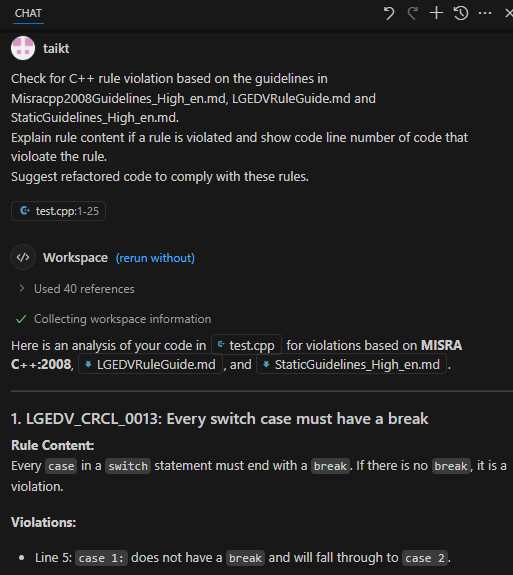 CHAT
taikt
Check for C++ rule violation based on the guidelines in
Misracpp2008Guidelines_High_en.md, LGEDVRuleGuide.md and
StaticGuidelines_High_en.md.
Explain rule content if a rule is violated and show code line number of code that
violoate the rule.
Suggest refactored code to comply with these rules.
test.cpp:1-25
Workspace (rerun without)
Used 40 references
Collecting workspace information
Here is an analysis of your code in test.cpp for violations based on MISRA
C++:2008, LGEDVRuleGuide.md , and StaticGuidelines_High_en.md .
1. LGEDV_CRCL_0013: Every switch case must have a break
Rule Content:
Every case in a switch statement must end with a break. If there is no break, it is a
violation.
Violations:
• Line 5: case 1: does not have a break and will fall through to case 2.